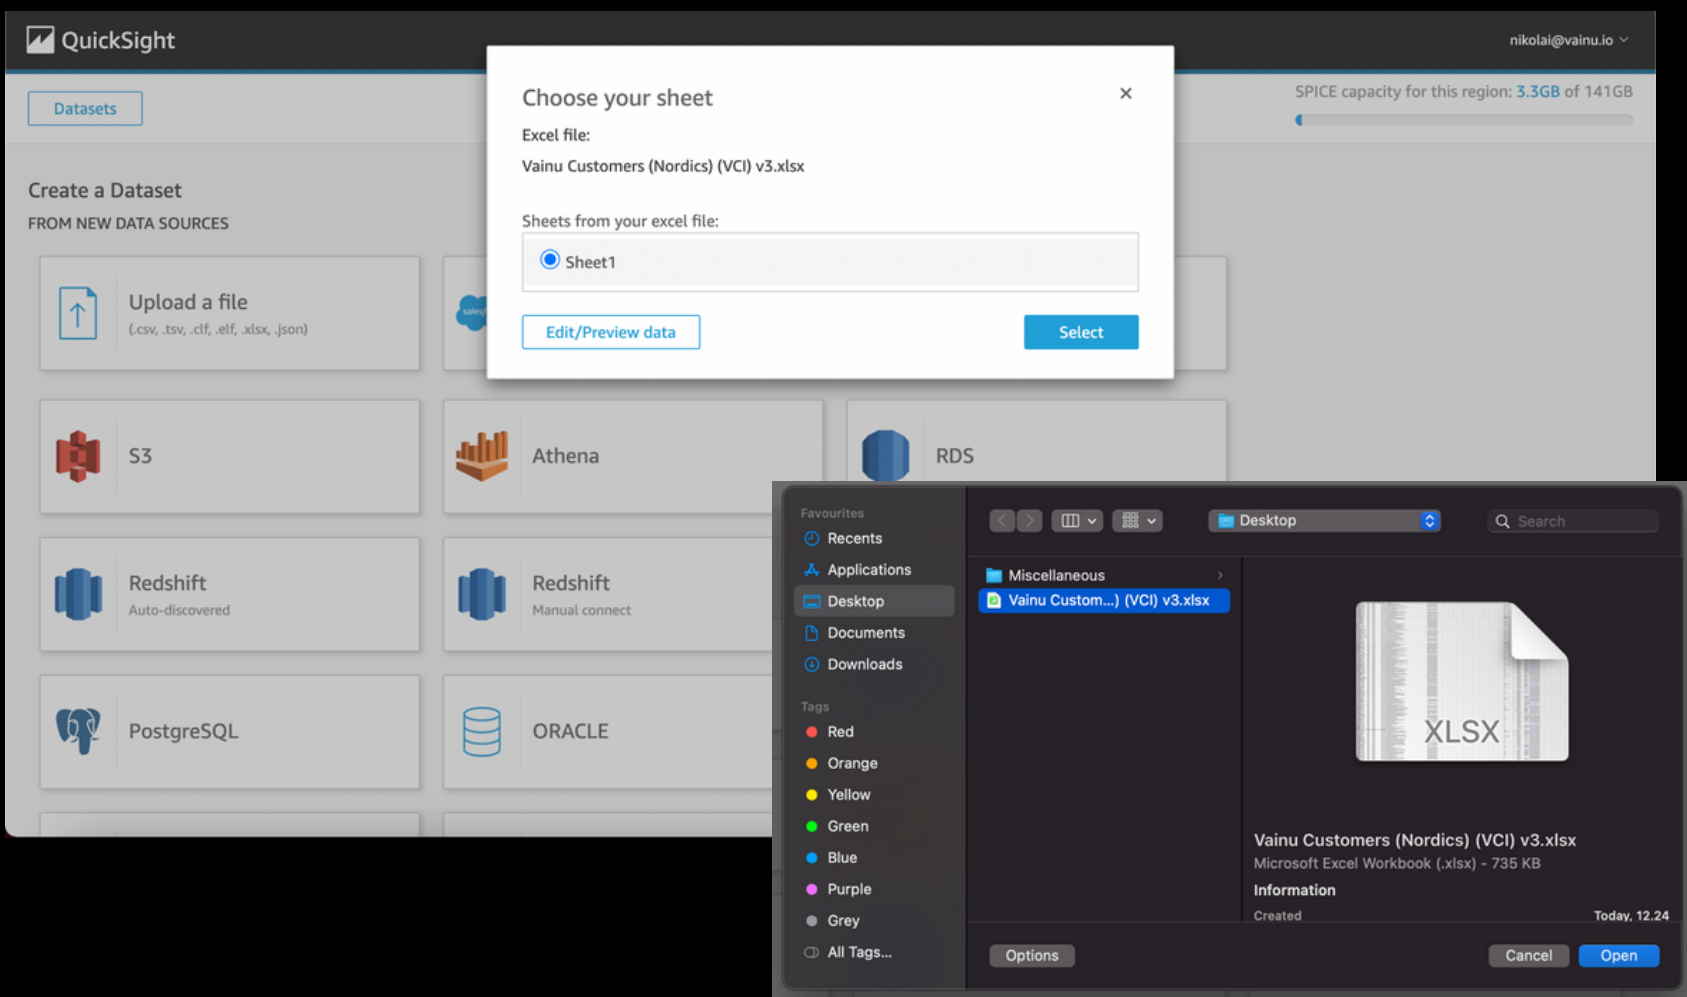 QuickSight
nikolai@vainu.io
Datasets
SPICE capacity for this region: 3.3GB of 141GB
Choose your sheet
Excel file:
Vainu Customers (Nordics) (VCI) v3.xlsx
Sheets from your excel file:
Sheet1
Edit/Preview data
Select
Create a Dataset
FROM NEW DATA SOURCES
Upload a file
(.csv, .tsv, .clf, .elf, .xlsx, .json)
S3
Athena
RDS
Redshift
Auto-discovered
Redshift
Manual connect
PostgreSQL
ORACLE
Favourites
Recents
Applications
Desktop
Documents
Downloads
Tags
Red
Orange
Yellow
Green
Blue
Purple
Grey
All Tags...
Desktop
Search
Miscellaneous
Vainu Custom...) (VCI) v3.xlsx
XLSX
Vainu Customers (Nordics) (VCI) v3.xlsx
Microsoft Excel Workbook (.xlsx) - 735 KB
Information
Created
Today, 12.24
Options
Cancel
Open